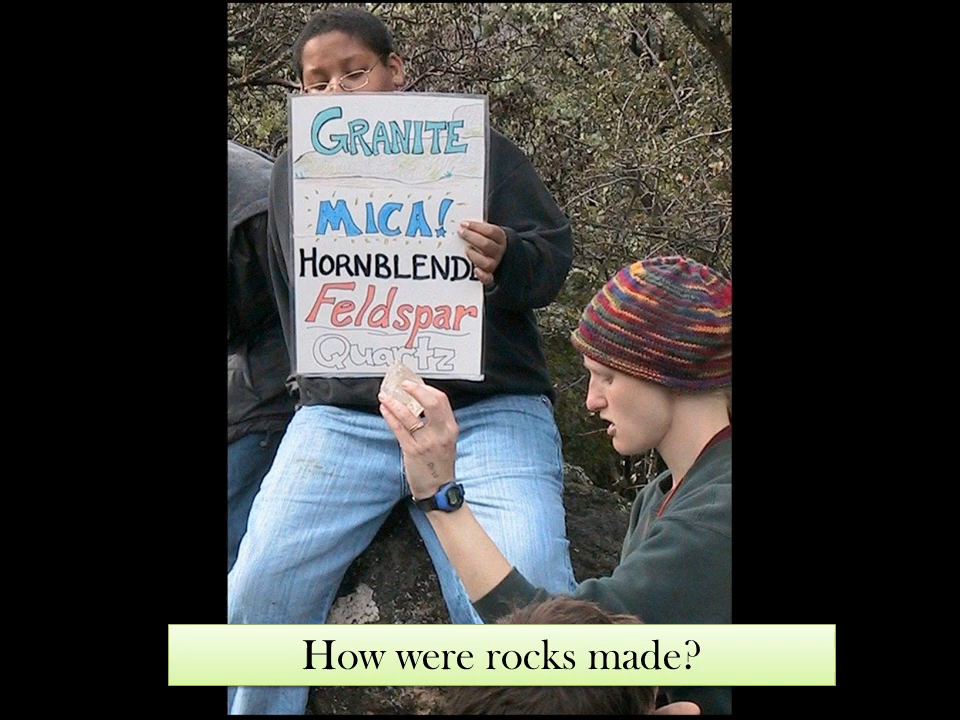 GRANITE
MICA!
HORNBLENDE
Feldspar
Quartz
How were rocks made?